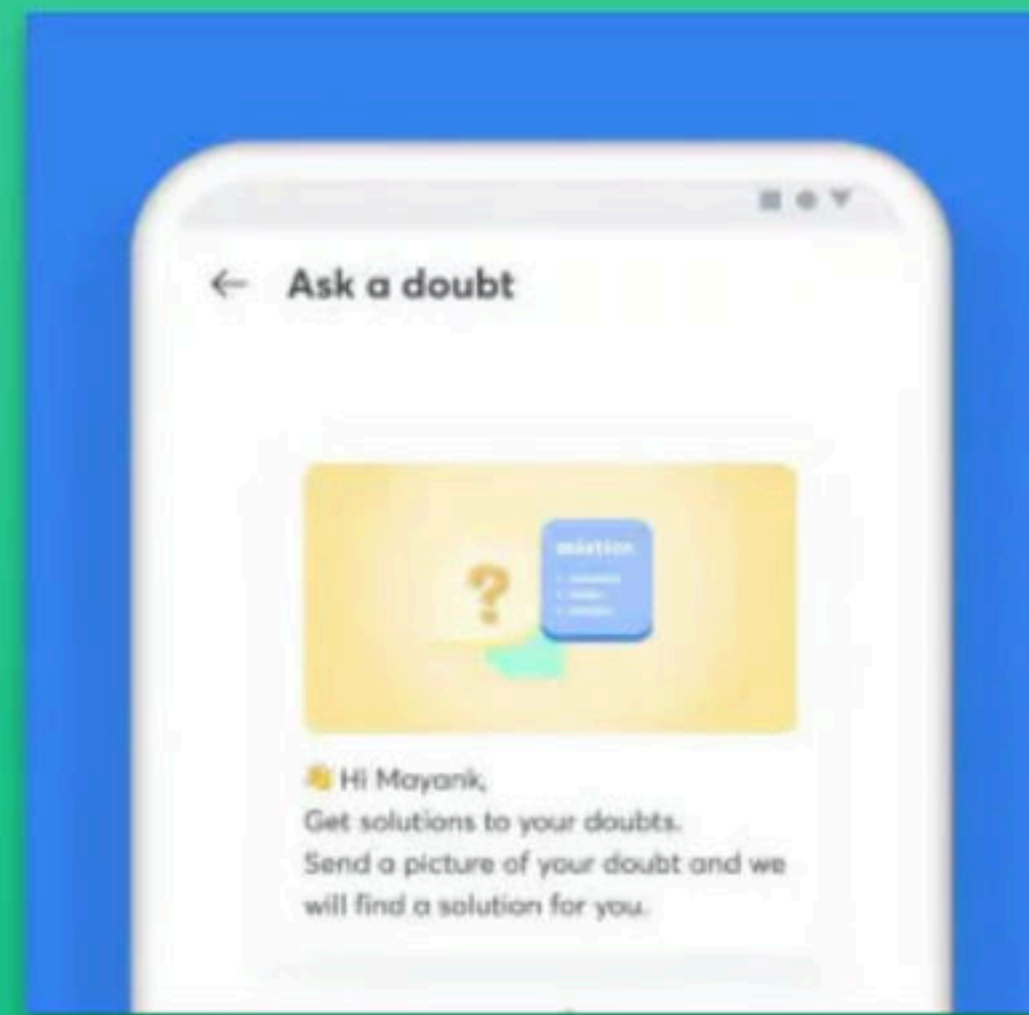 Ask a doubt
solution
Hi Mayank,
Get solutions to your doubts.
Send a picture of your doubt and we
will find a solution for you.